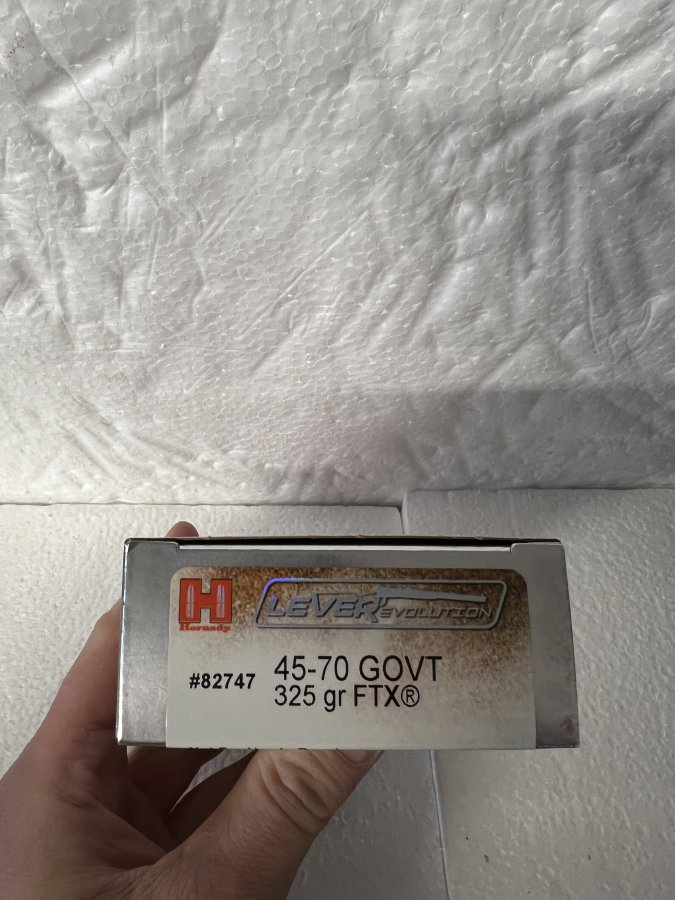 H
Hornady
LEVERevolution
#82747
45-70 GOVT
325 gr FTX®